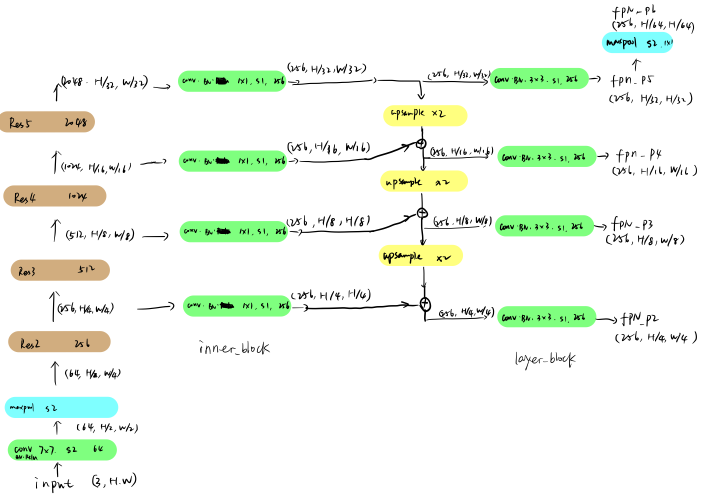 fpn_p6
(256, H/64, H/64)
maxpool s2, 1x1
(2048. H/32, W/32)
conv. BN. 1x1, s1, 256
(256, H/32, W/32)
(256, H/32, W/32)
conv. BN. 3x3. s1, 256
fpn_p5
(256, H/32, H/32)
Res5 2048
upsample x2
(1024, H/16, W/16)
conv. BN. 1x1, s1, 256
(256, H/16, W/16)
(256, H/16, W/16)
conv. BN. 3x3. s1, 256
fpn_p4
(256, H/16, W/16)
Res4 1024
upsample x2
(512, H/8, W/8)
conv. BN. 1x1, s1, 256
(256, H/8, H/8)
(256, H/8, W/8)
conv. BN. 3x3. s1, 256
fpn_p3
(256, H/8, W/8)
Res3 512
upsample x2
(256, H/4, W/4)
conv. BN. 1x1, s1, 256
(256, H/4, H/4)
(256, H/4, W/4)
conv. BN. 3x3. s1, 256
fpn_p2
(256, H/4, W/4)
Res2 256
inner_block
layer_block
(64, H/8, W/4)
maxpool s2
(64, H/2, W/2)
conv 7x7. s2 64
BN. Relu
input (3, H.W)